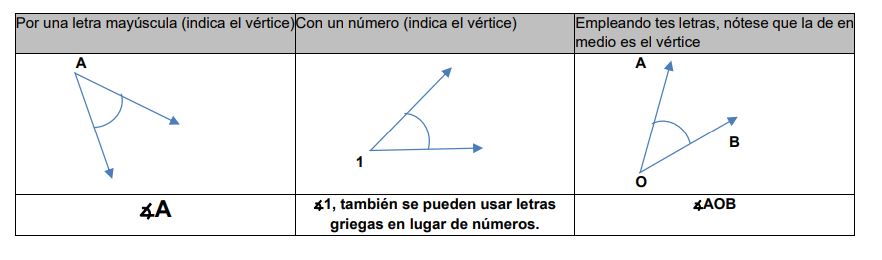 Por una letra mayúscula (indica el vértice)
Con un número (indica el vértice)
Empleando tes letras, nótese que la de en
medio es el vértice
A
1
A
B
O
∡A
∡1, también se pueden usar letras
griegas en lugar de números.
∡AOB